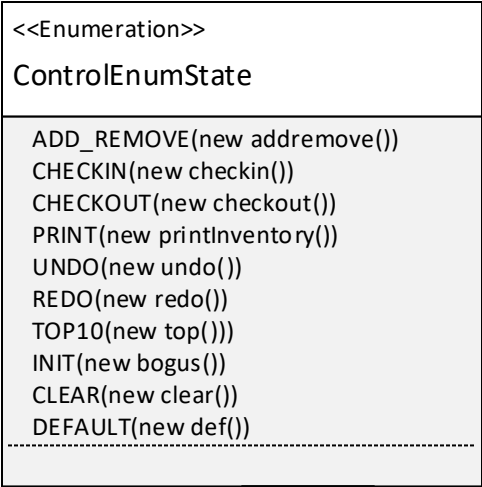 <<Enumeration>>
ControlEnumState
ADD_REMOVE(new addremove())
CHECKIN(new checkin())
CHECKOUT(new checkout())
PRINT(new printInventory())
UNDO(new undo())
REDO(new redo())
TOP10(new top()))
INIT(new bogus())
CLEAR(new clear())
DEFAULT(new def())